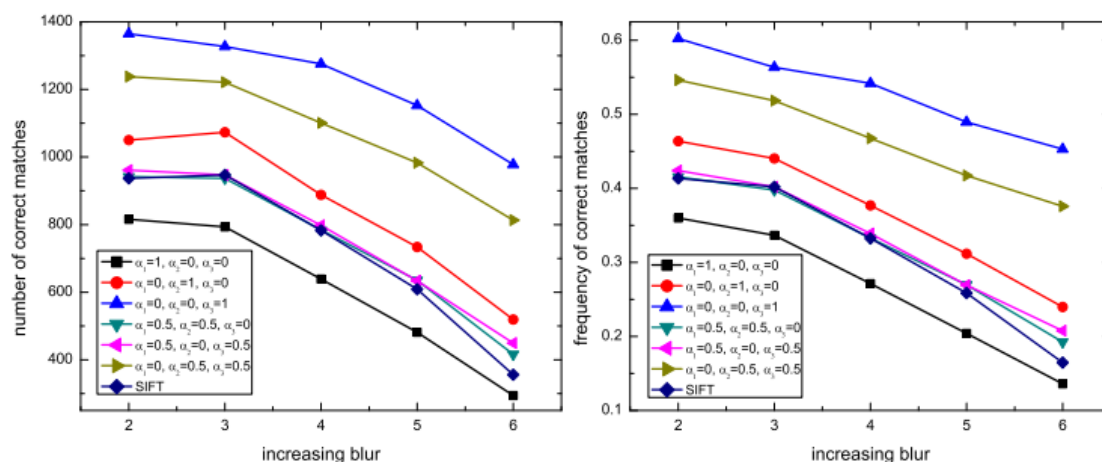 number of correct matches
1400
1200
1000
800
600
400
α₁=1, α₂=0, α₃=0
α₁=0, α₂=1, α₃=0
α₁=0, α₂=0, α₃=1
α₁=0.5, α₂=0.5, α₃=0
α₁=0.5, α₂=0, α₃=0.5
α₁=0, α₂=0.5, α₃=0.5
SIFT
2 3 4 5 6
increasing blur
frequency of correct matches
0.6
0.5
0.4
0.3
0.2
0.1
α₁=1, α₂=0, α₃=0
α₁=0, α₂=1, α₃=0
α₁=0, α₂=0, α₃=1
α₁=0.5, α₂=0.5, α₃=0
α₁=0.5, α₂=0, α₃=0.5
α₁=0, α₂=0.5, α₃=0.5
SIFT
2 3 4 5 6
increasing blur